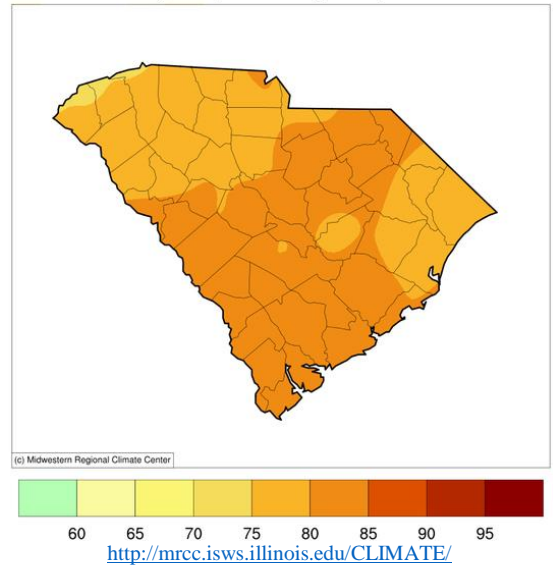 (c) Midwestern Regional Climate Center
60 65 70 75 80 85 90 95
http://mrcc.isws.illinois.edu/CLIMATE/